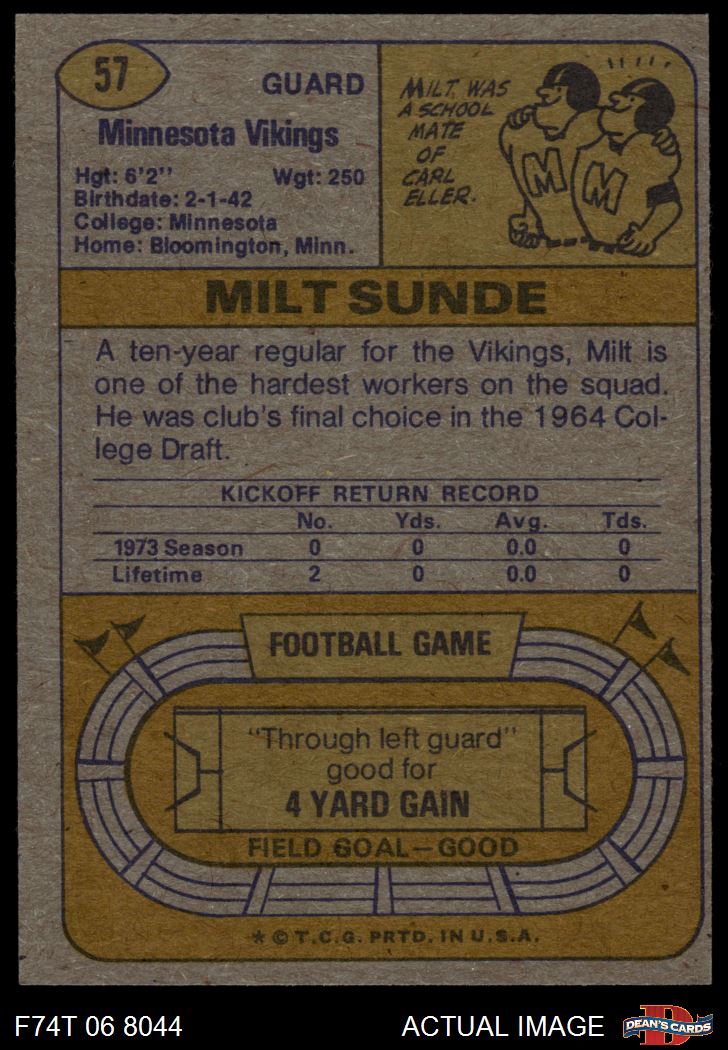 57
GUARD
Minnesota Vikings
Hgt: 6'2'' Wgt: 250
Birthdate: 2-1-42
College: Minnesota
Home: Bloomington, Minn.
MILT WAS
A SCHOOL
MATE
OF
CARL
ELLER.
M M
MILT SUNDE
A ten-year regular for the Vikings, Milt is
one of the hardest workers on the squad.
He was club's final choice in the 1964 Col-
lege Draft.
KICKOFF RETURN RECORD
No. Yds. Avg. Tds.
1973 Season 0 0 0.0 0
Lifetime 2 0 0.0 0
FOOTBALL GAME
"Through left guard"
good for
4 YARD GAIN
FIELD GOAL—GOOD
* © T.C.G. PRTD. IN U.S.A.
F74T 06 8044 ACTUAL IMAGE
D
DEAN'S CARDS